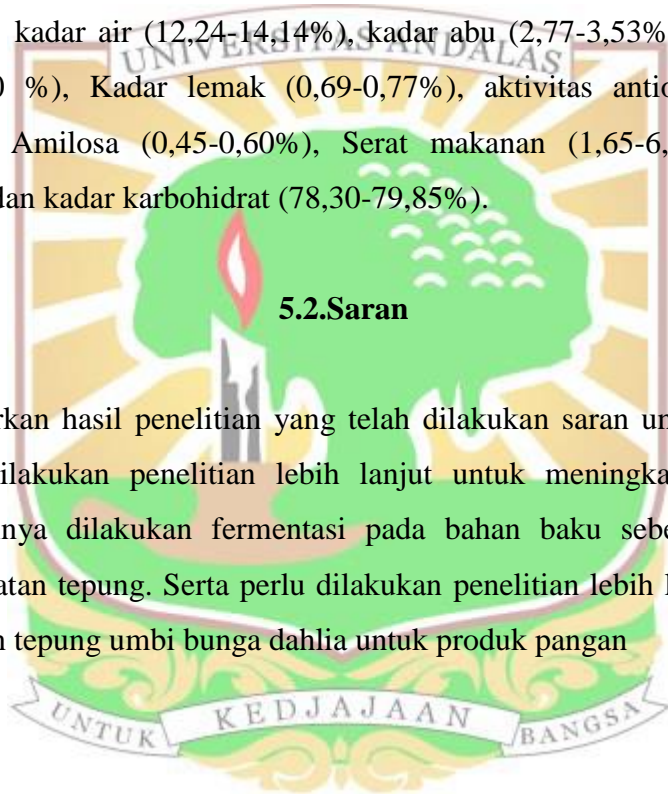 kadar air (12,24-14,14%), kadar abu (2,77-3,53%
UNIVERSITAS ANDALAS
0 %), Kadar lemak (0,69-0,77%), aktivitas antio
Amilosa (0,45-0,60%), Serat makanan (1,65-6,
dan kadar karbohidrat (78,30-79,85%).
5.2.Saran
rkan hasil penelitian yang telah dilakukan saran un
ilakukan penelitian lebih lanjut untuk meningka
nya dilakukan fermentasi pada bahan baku sebe
atan tepung. Serta perlu dilakukan penelitian lebih l
n tepung umbi bunga dahlia untuk produk pangan
UNTUK KEDJAJAAN BANGSA